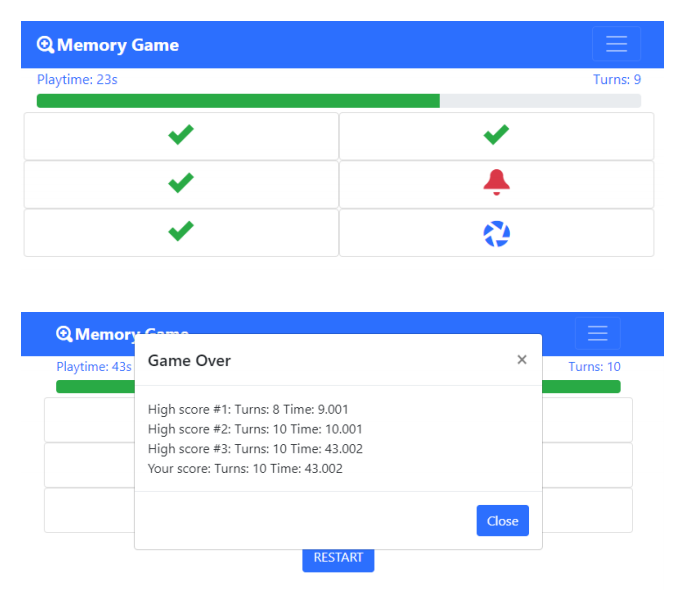 Memory Game
Playtime: 23s
Turns: 9
Memory Game
Playtime: 43s
Turns: 10
Game Over
×
High score #1: Turns: 8 Time: 9.001
High score #2: Turns: 10 Time: 10.001
High score #3: Turns: 10 Time: 43.002
Your score: Turns: 10 Time: 43.002
Close
RESTART